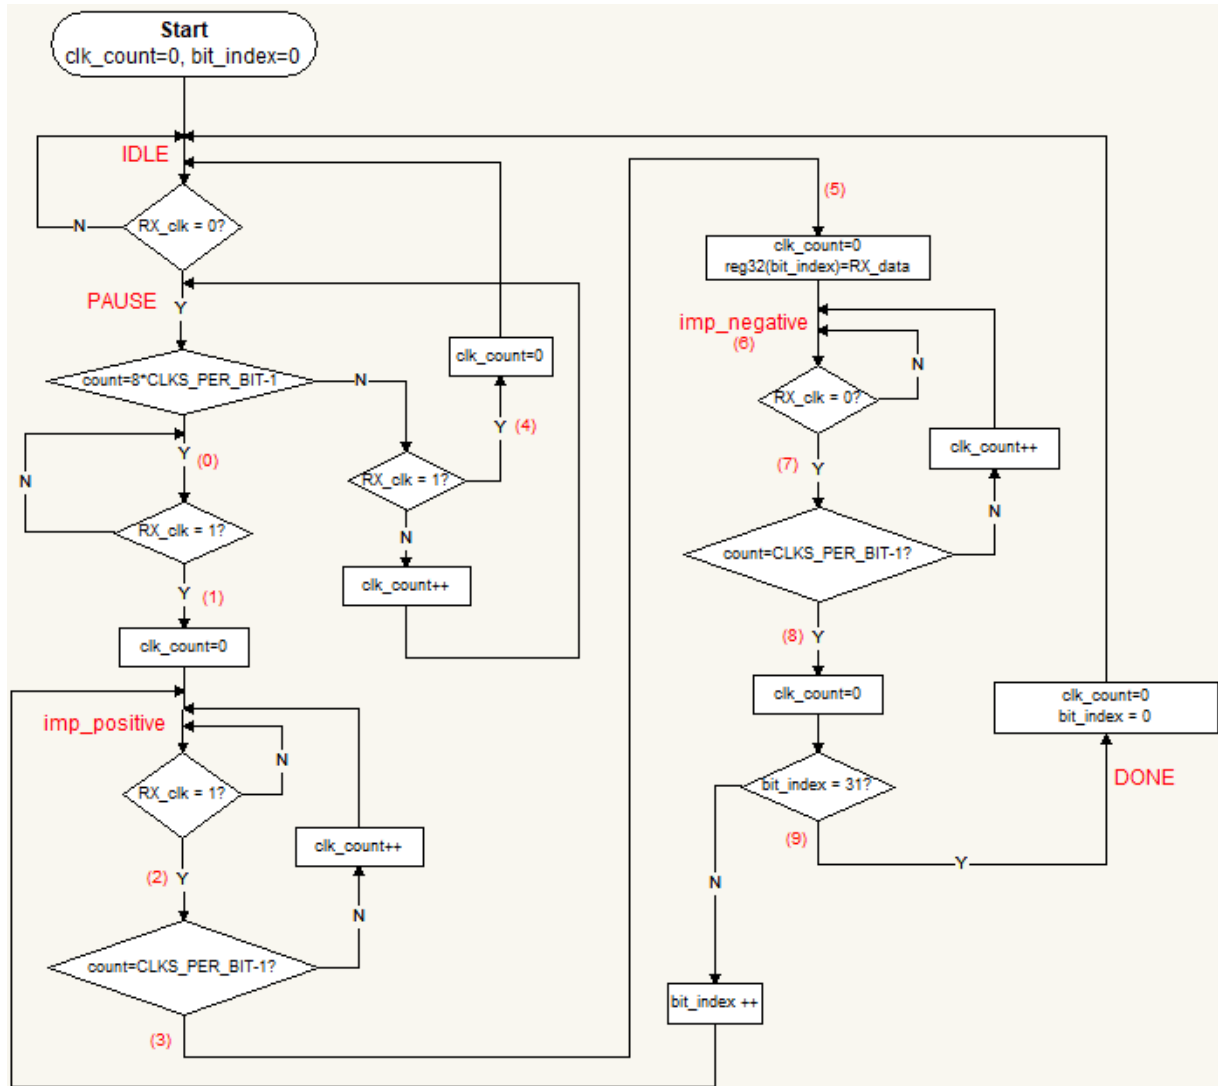 Start
clk_count=0, bit_index=0
IDLE
RX_clk = 0?
N
PAUSE
Y
count=8*CLKS_PER_BIT-1
N
clk_count=0
Y
(4)
Y
(0)
N
RX_clk = 1?
N
RX_clk = 1?
Y
(1)
clk_count++
clk_count=0
imp_positive
N
RX_clk = 1?
clk_count++
(2)
Y
N
count=CLKS_PER_BIT-1?
(3)
(5)
clk_count=0
reg32(bit_index)=RX_data
imp_negative
(6)
N
RX_clk = 0?
clk_count++
(7)
Y
N
count=CLKS_PER_BIT-1?
(8)
Y
clk_count=0
clk_count=0
bit_index = 0
bit_index = 31?
DONE
(9)
Y
N
bit_index ++